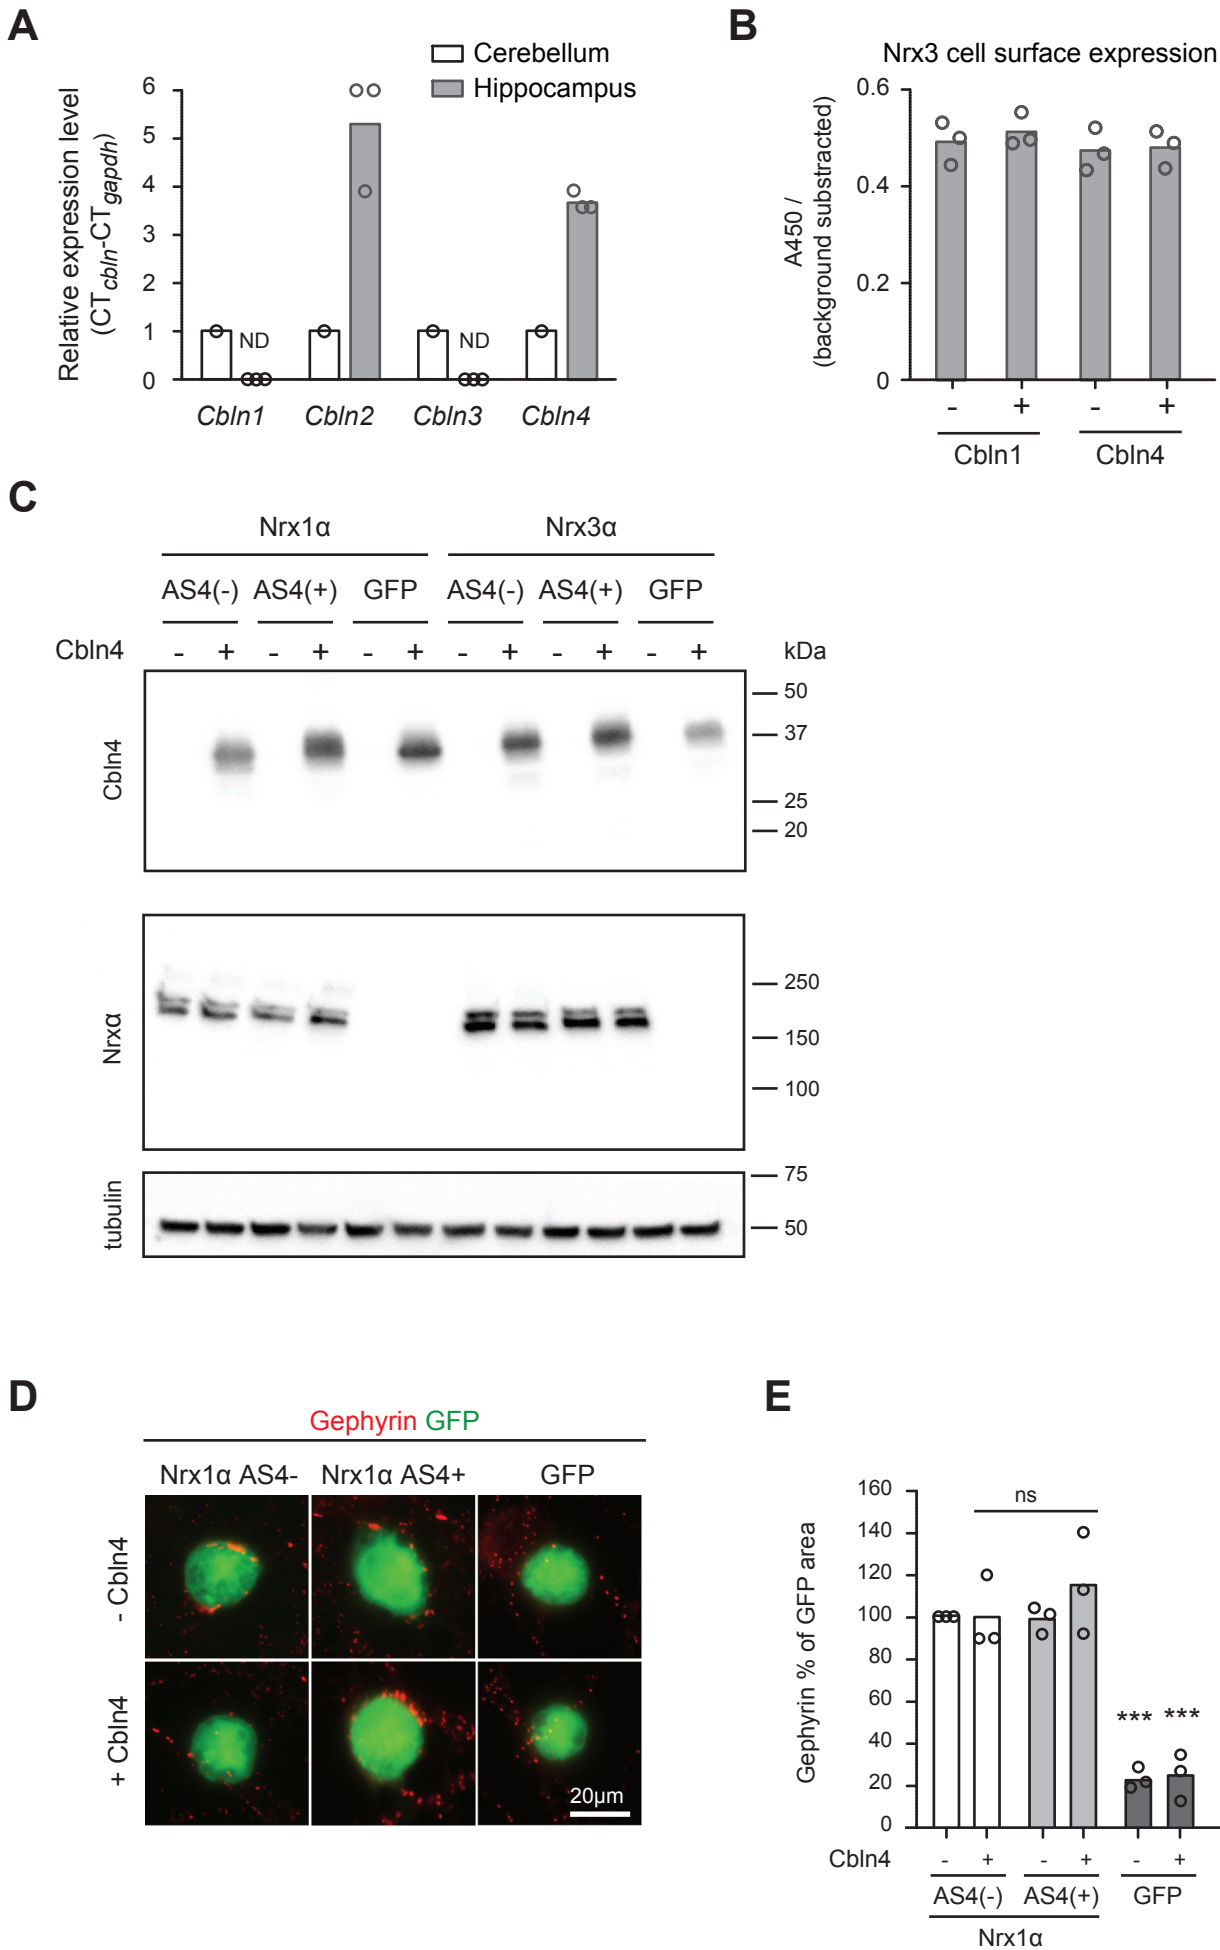 A
Cerebellum
Hippocampus
Relative expression level
(CTcbln-CTgapdh)
6
5
4
3
2
1
0
ND
ND
Cbln1 Cbln2 Cbln3 Cbln4
B
Nrx3 cell surface expression
A450 /
(background substracted)
0.6
0.4
0.2
0
- + - +
Cbln1 Cbln4
C
Nrx1α Nrx3α
AS4(-) AS4(+) GFP AS4(-) AS4(+) GFP
Cbln4 - + - + - + - + - + - + kDa
Cbln4
50
37
25
20
Nrxα
250
150
100
tubulin
75
50
D
Gephyrin GFP
Nrx1α AS4- Nrx1α AS4+ GFP
- Cbln4
+ Cbln4
20µm
E
Gephyrin % of GFP area
160
140
120
100
80
60
40
20
0
ns
*** ***
Cbln4 - + - + - +
AS4(-) AS4(+) GFP
Nrx1α